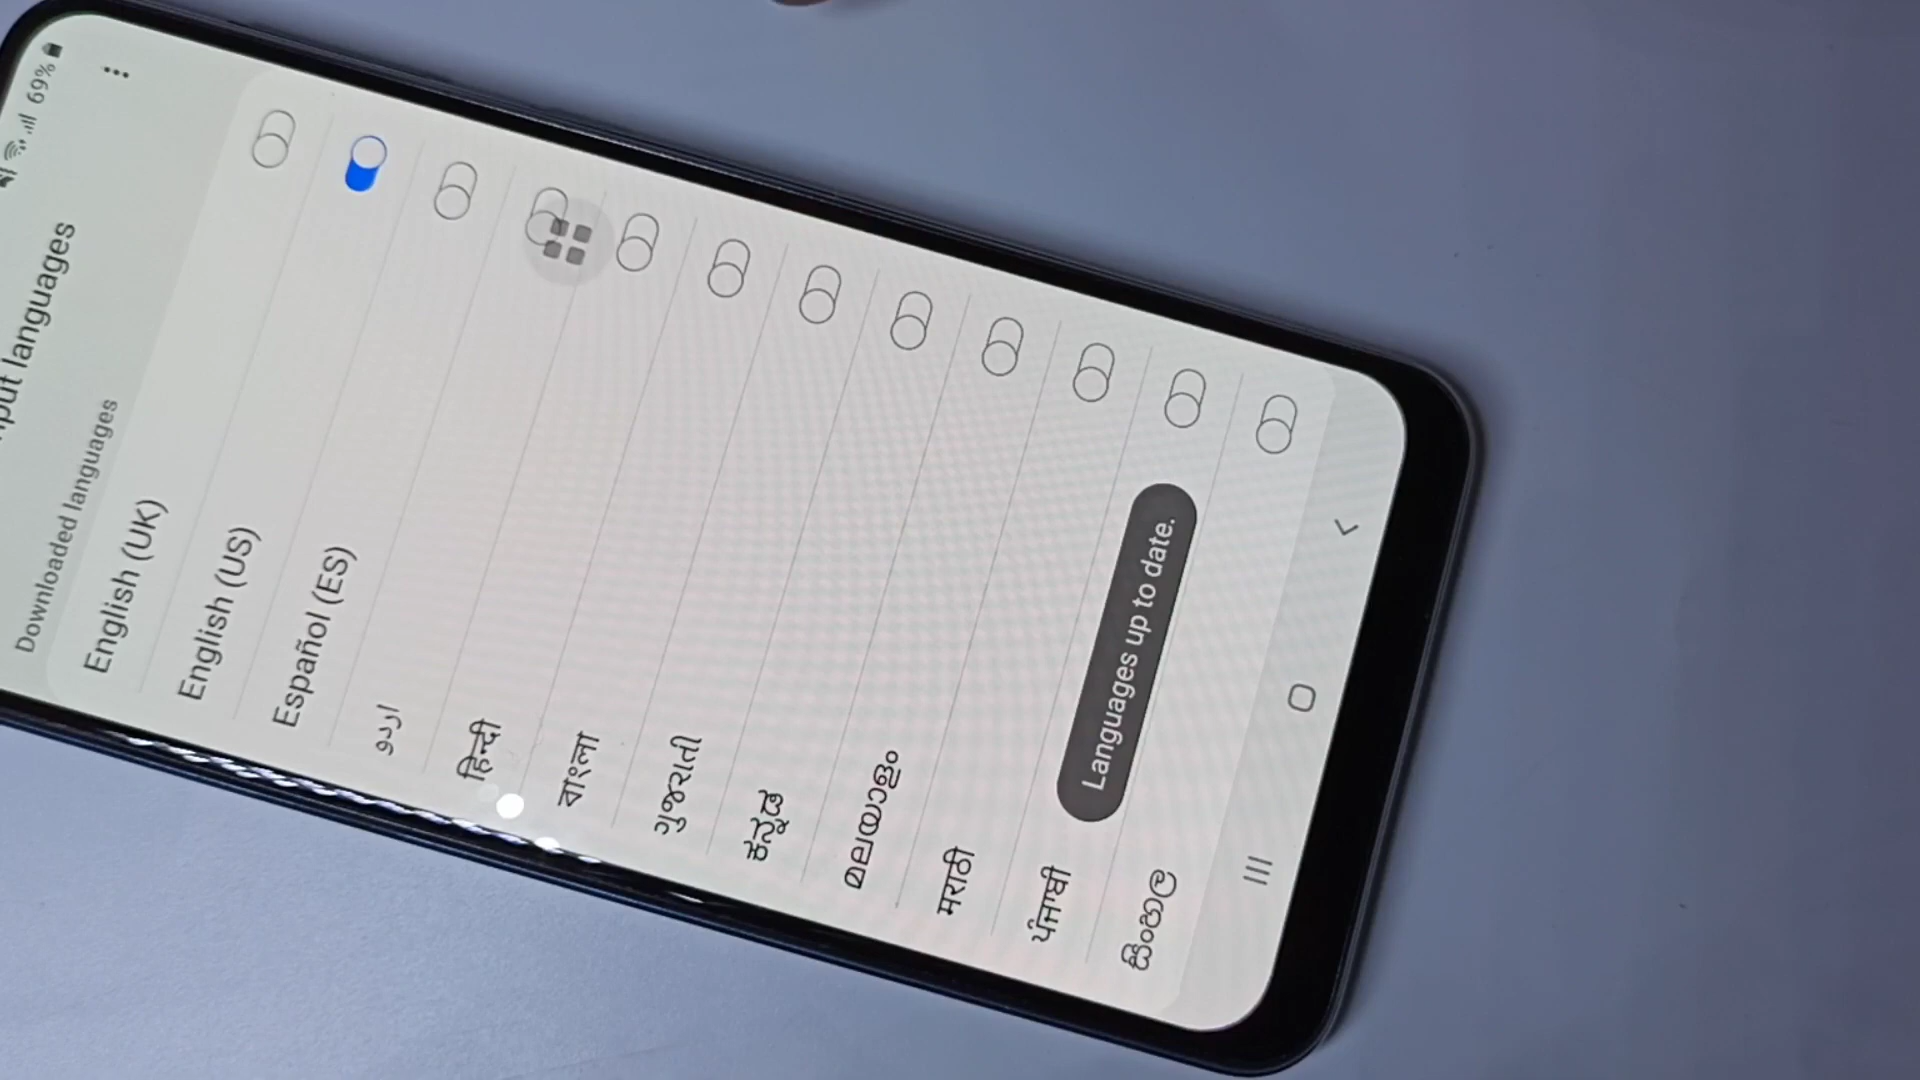 69%
put languages
Downloaded languages
English (UK)
English (US)
Español (ES)
اردو
हिन्दी
বাংলা
ગુજરાતી
ಕನ್ನಡ
മലയാളം
मराठी
ਪੰਜਾਬੀ
සිංහල
Languages up to date.